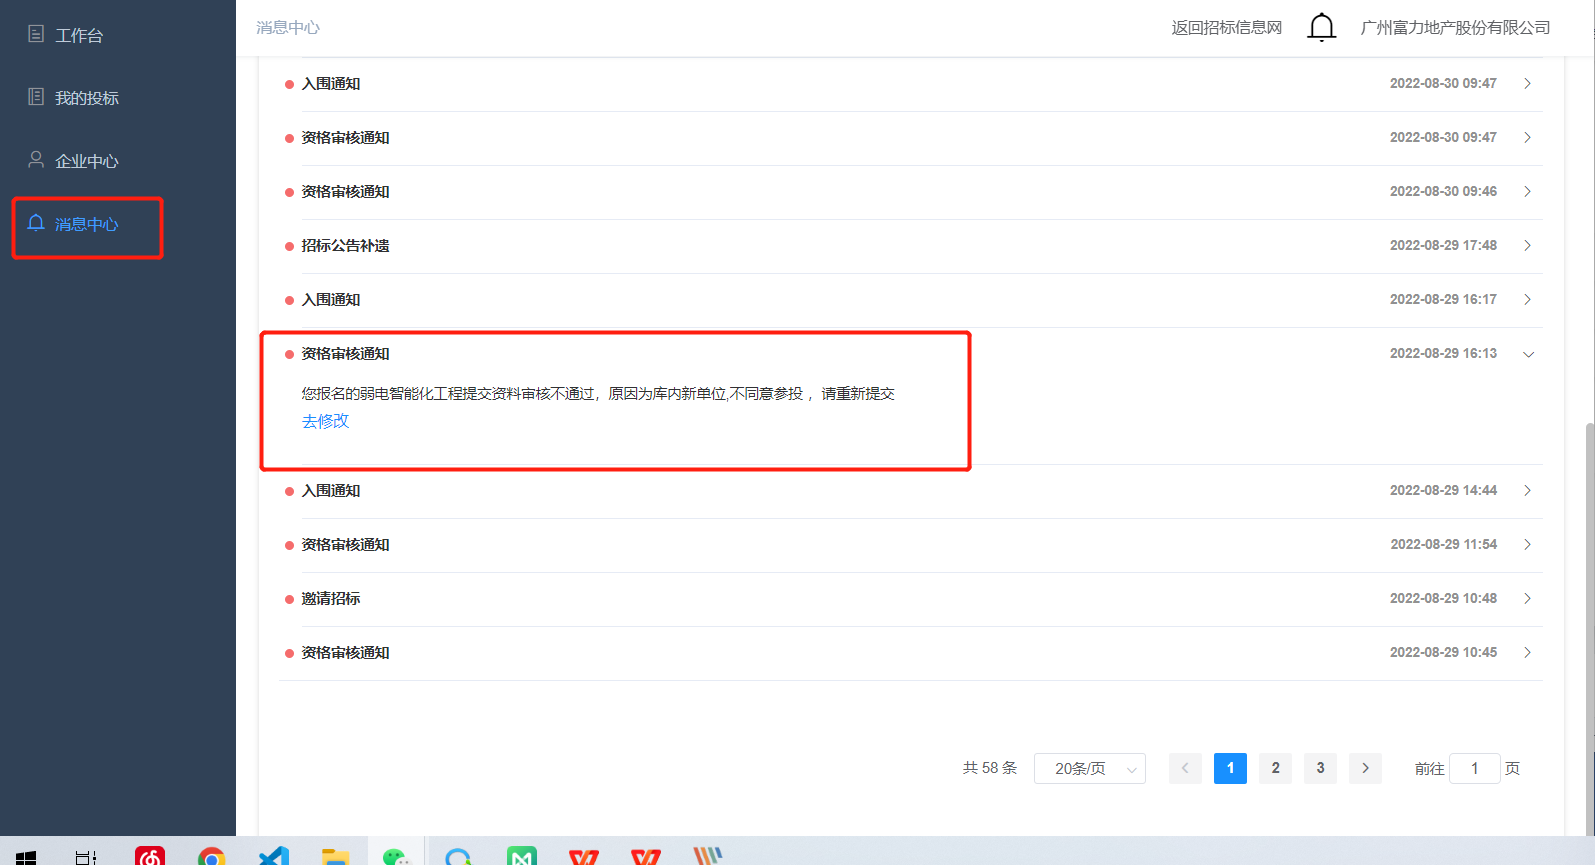 工作台
我的投标
企业中心
消息中心
消息中心 返回招标信息网 广州富力地产股份有限公司
入围通知 2022-08-30 09:47
资格审核通知 2022-08-30 09:47
资格审核通知 2022-08-30 09:46
招标公告补遗 2022-08-29 17:48
入围通知 2022-08-29 16:17
资格审核通知 2022-08-29 16:13
您报名的弱电智能化工程提交资料审核不通过，原因为库内新单位,不同意参投 ，请重新提交
去修改
入围通知 2022-08-29 14:44
资格审核通知 2022-08-29 11:54
邀请招标 2022-08-29 10:48
资格审核通知 2022-08-29 10:45
共 58 条 20条/页 1 2 3 前往 1 页